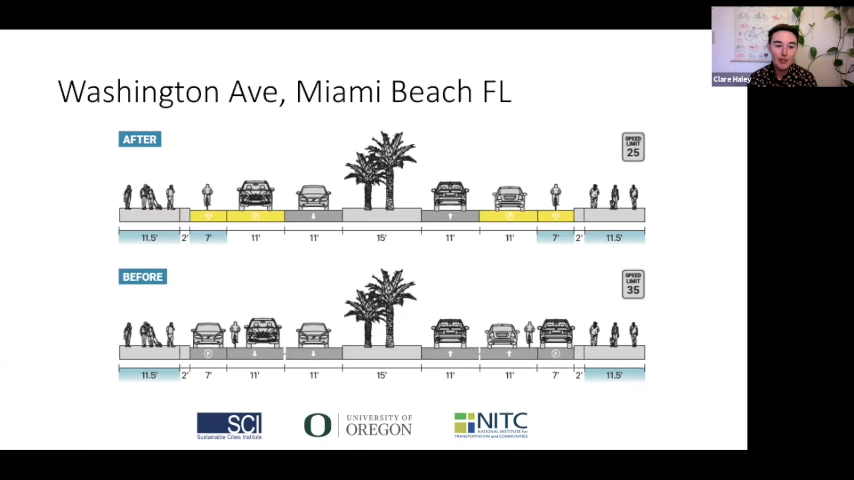 Clare Haley
Washington Ave, Miami Beach FL
AFTER
SPEED
LIMIT
25
11.5' 2' 7' 11' 11' 15' 11' 11' 7' 2' 11.5'
BEFORE
SPEED
LIMIT
35
11.5' 2' 7' 11' 11' 15' 11' 11' 7' 2' 11.5'
SCI
Sustainable Cities Institute
O
UNIVERSITY OF
OREGON
NITC
NATIONAL INSTITUTE for
TRANSPORTATION and COMMUNITIES